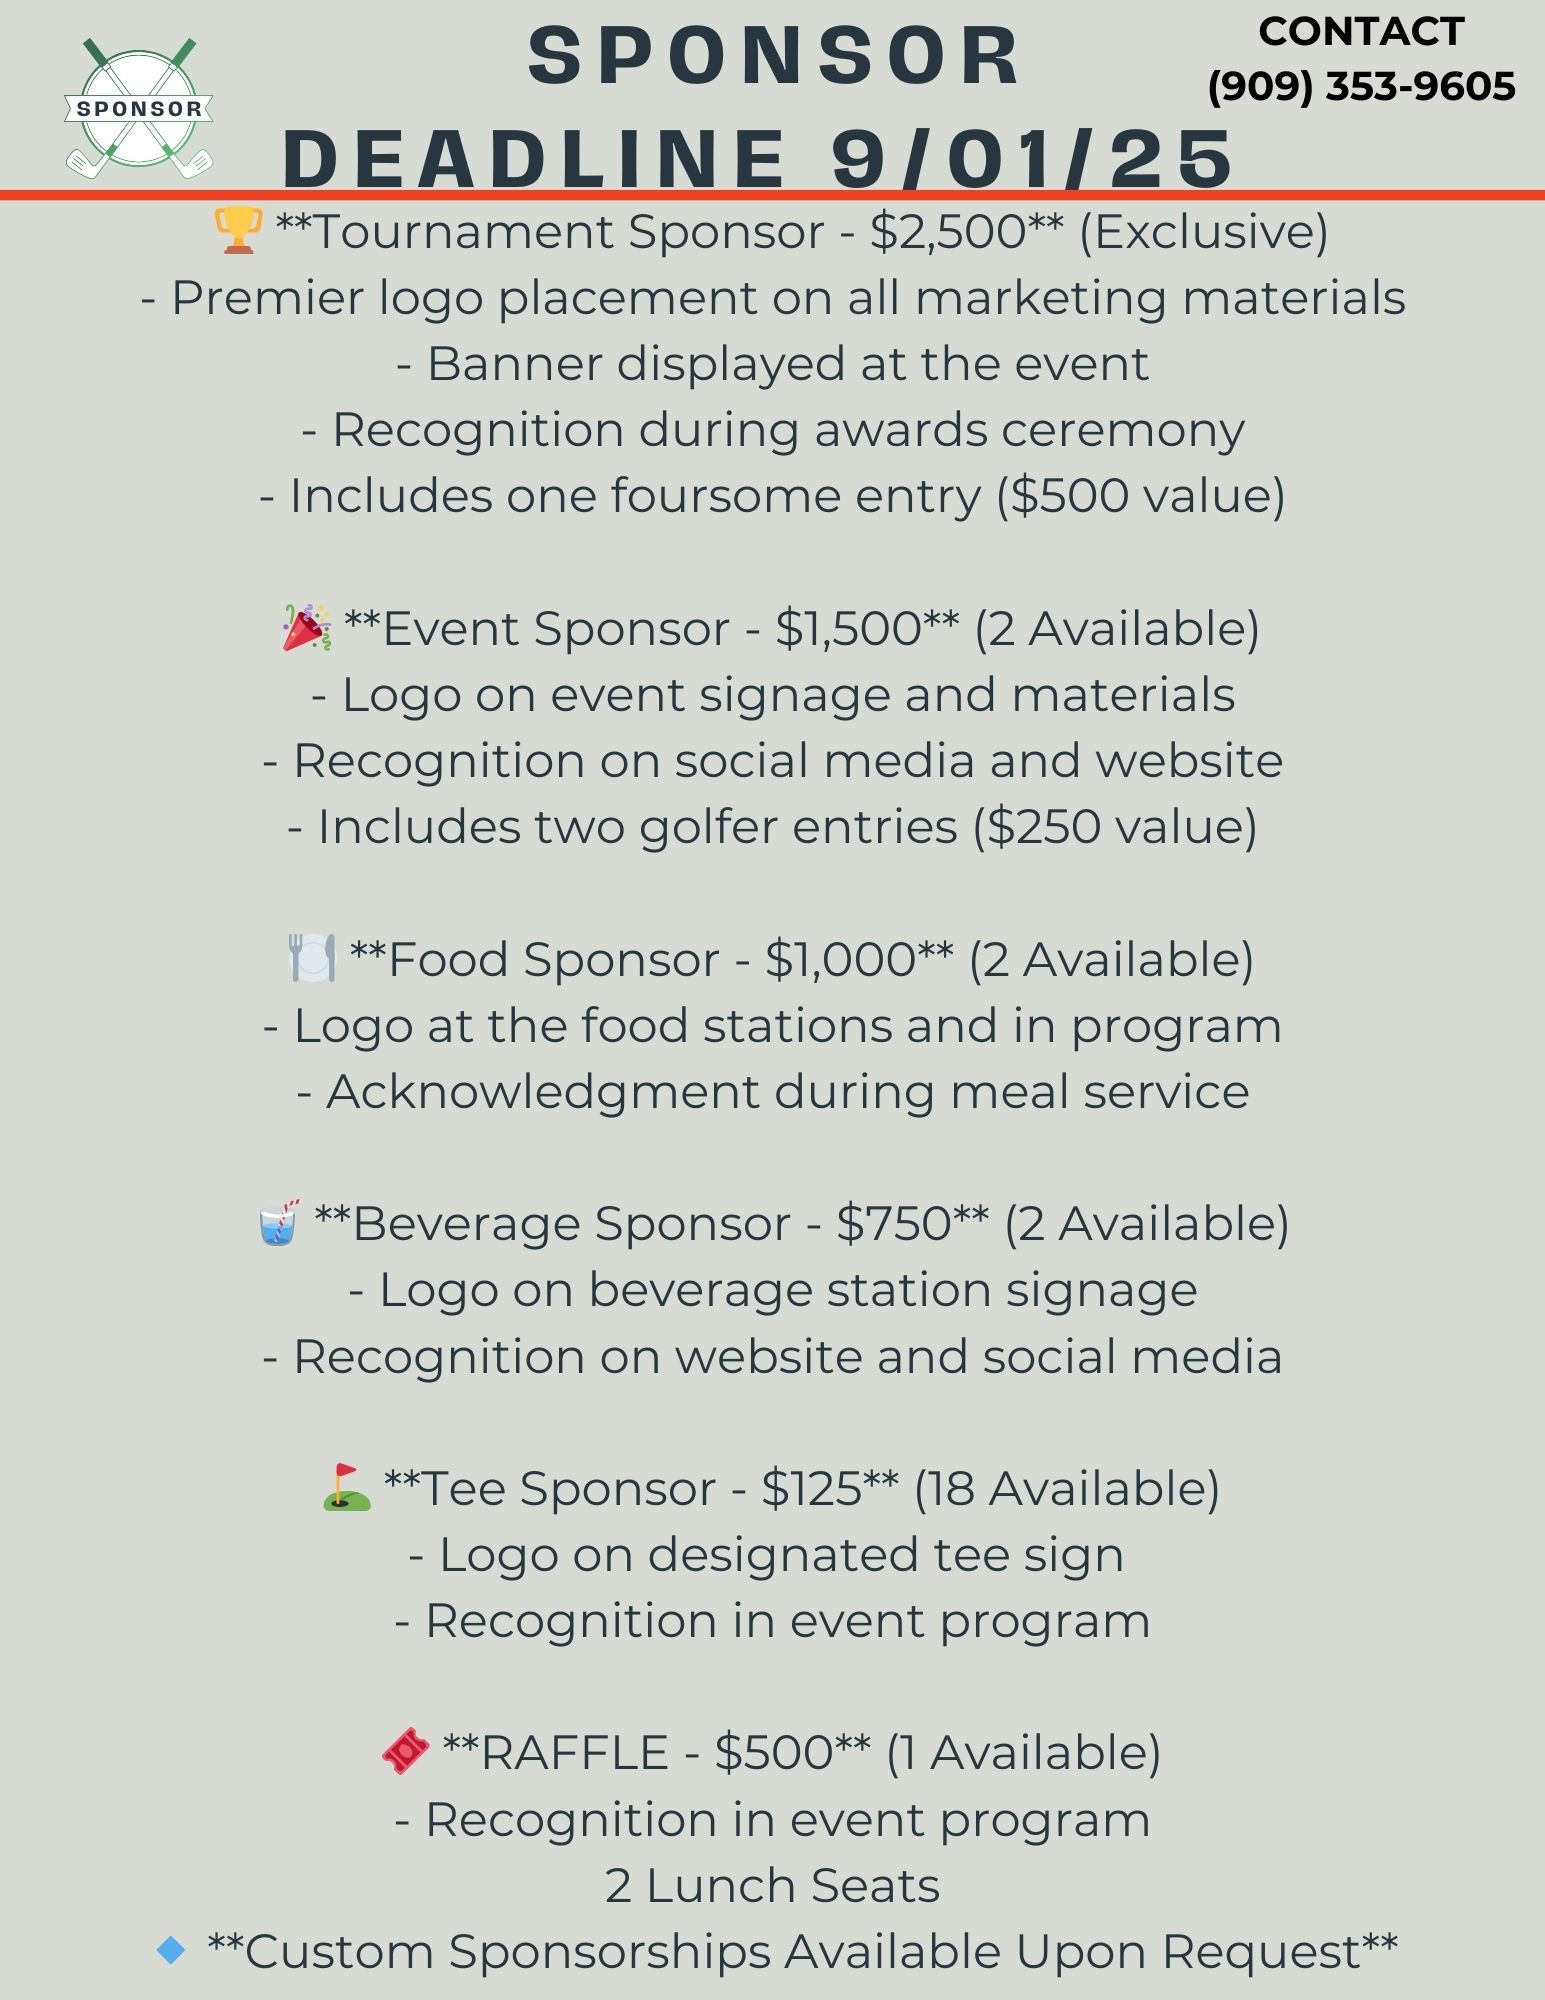 SPONSOR
SPONSOR
DEADLINE 9/01/25
CONTACT
(909) 353-9605
🏆 **Tournament Sponsor - $2,500** (Exclusive)
- Premier logo placement on all marketing materials
- Banner displayed at the event
- Recognition during awards ceremony
- Includes one foursome entry ($500 value)
🎉 **Event Sponsor - $1,500** (2 Available)
- Logo on event signage and materials
- Recognition on social media and website
- Includes two golfer entries ($250 value)
🍽️ **Food Sponsor - $1,000** (2 Available)
- Logo at the food stations and in program
- Acknowledgment during meal service
🥤 **Beverage Sponsor - $750** (2 Available)
- Logo on beverage station signage
- Recognition on website and social media
⛳ **Tee Sponsor - $125** (18 Available)
- Logo on designated tee sign
- Recognition in event program
🎟️ **RAFFLE - $500** (1 Available)
- Recognition in event program
2 Lunch Seats
🔹 **Custom Sponsorships Available Upon Request**